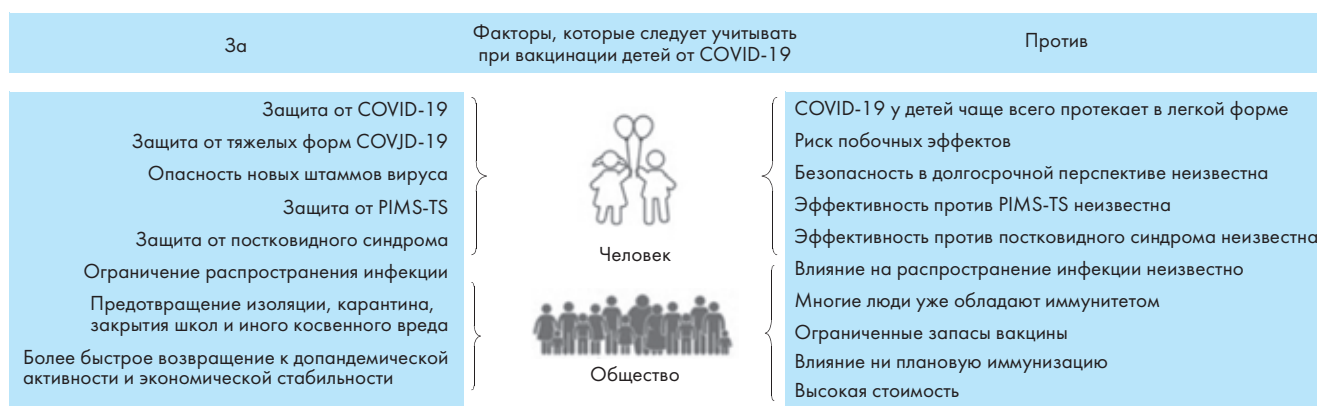 За
Факторы, которые следует учитывать
при вакцинации детей от COVID-19
Против
Защита от COVID-19
Защита от тяжелых форм COVJD-19
Опасность новых штаммов вируса
Защита от PIMS-TS
Защита от постковидного синдрома
Ограничение распространения инфекции
Предотвращение изоляции, карантина,
закрытия школ и иного косвенного вреда
Более быстрое возвращение к допандемической
активности и экономической стабильности
Человек
Общество
COVID-19 у детей чаще всего протекает в легкой форме
Риск побочных эффектов
Безопасность в долгосрочной перспективе неизвестна
Эффективность против PIMS-TS неизвестна
Эффективность против постковидного синдрома неизвестна
Влияние на распространение инфекции неизвестно
Многие люди уже обладают иммунитетом
Ограниченные запасы вакцины
Влияние ни плановую иммунизацию
Высокая стоимость